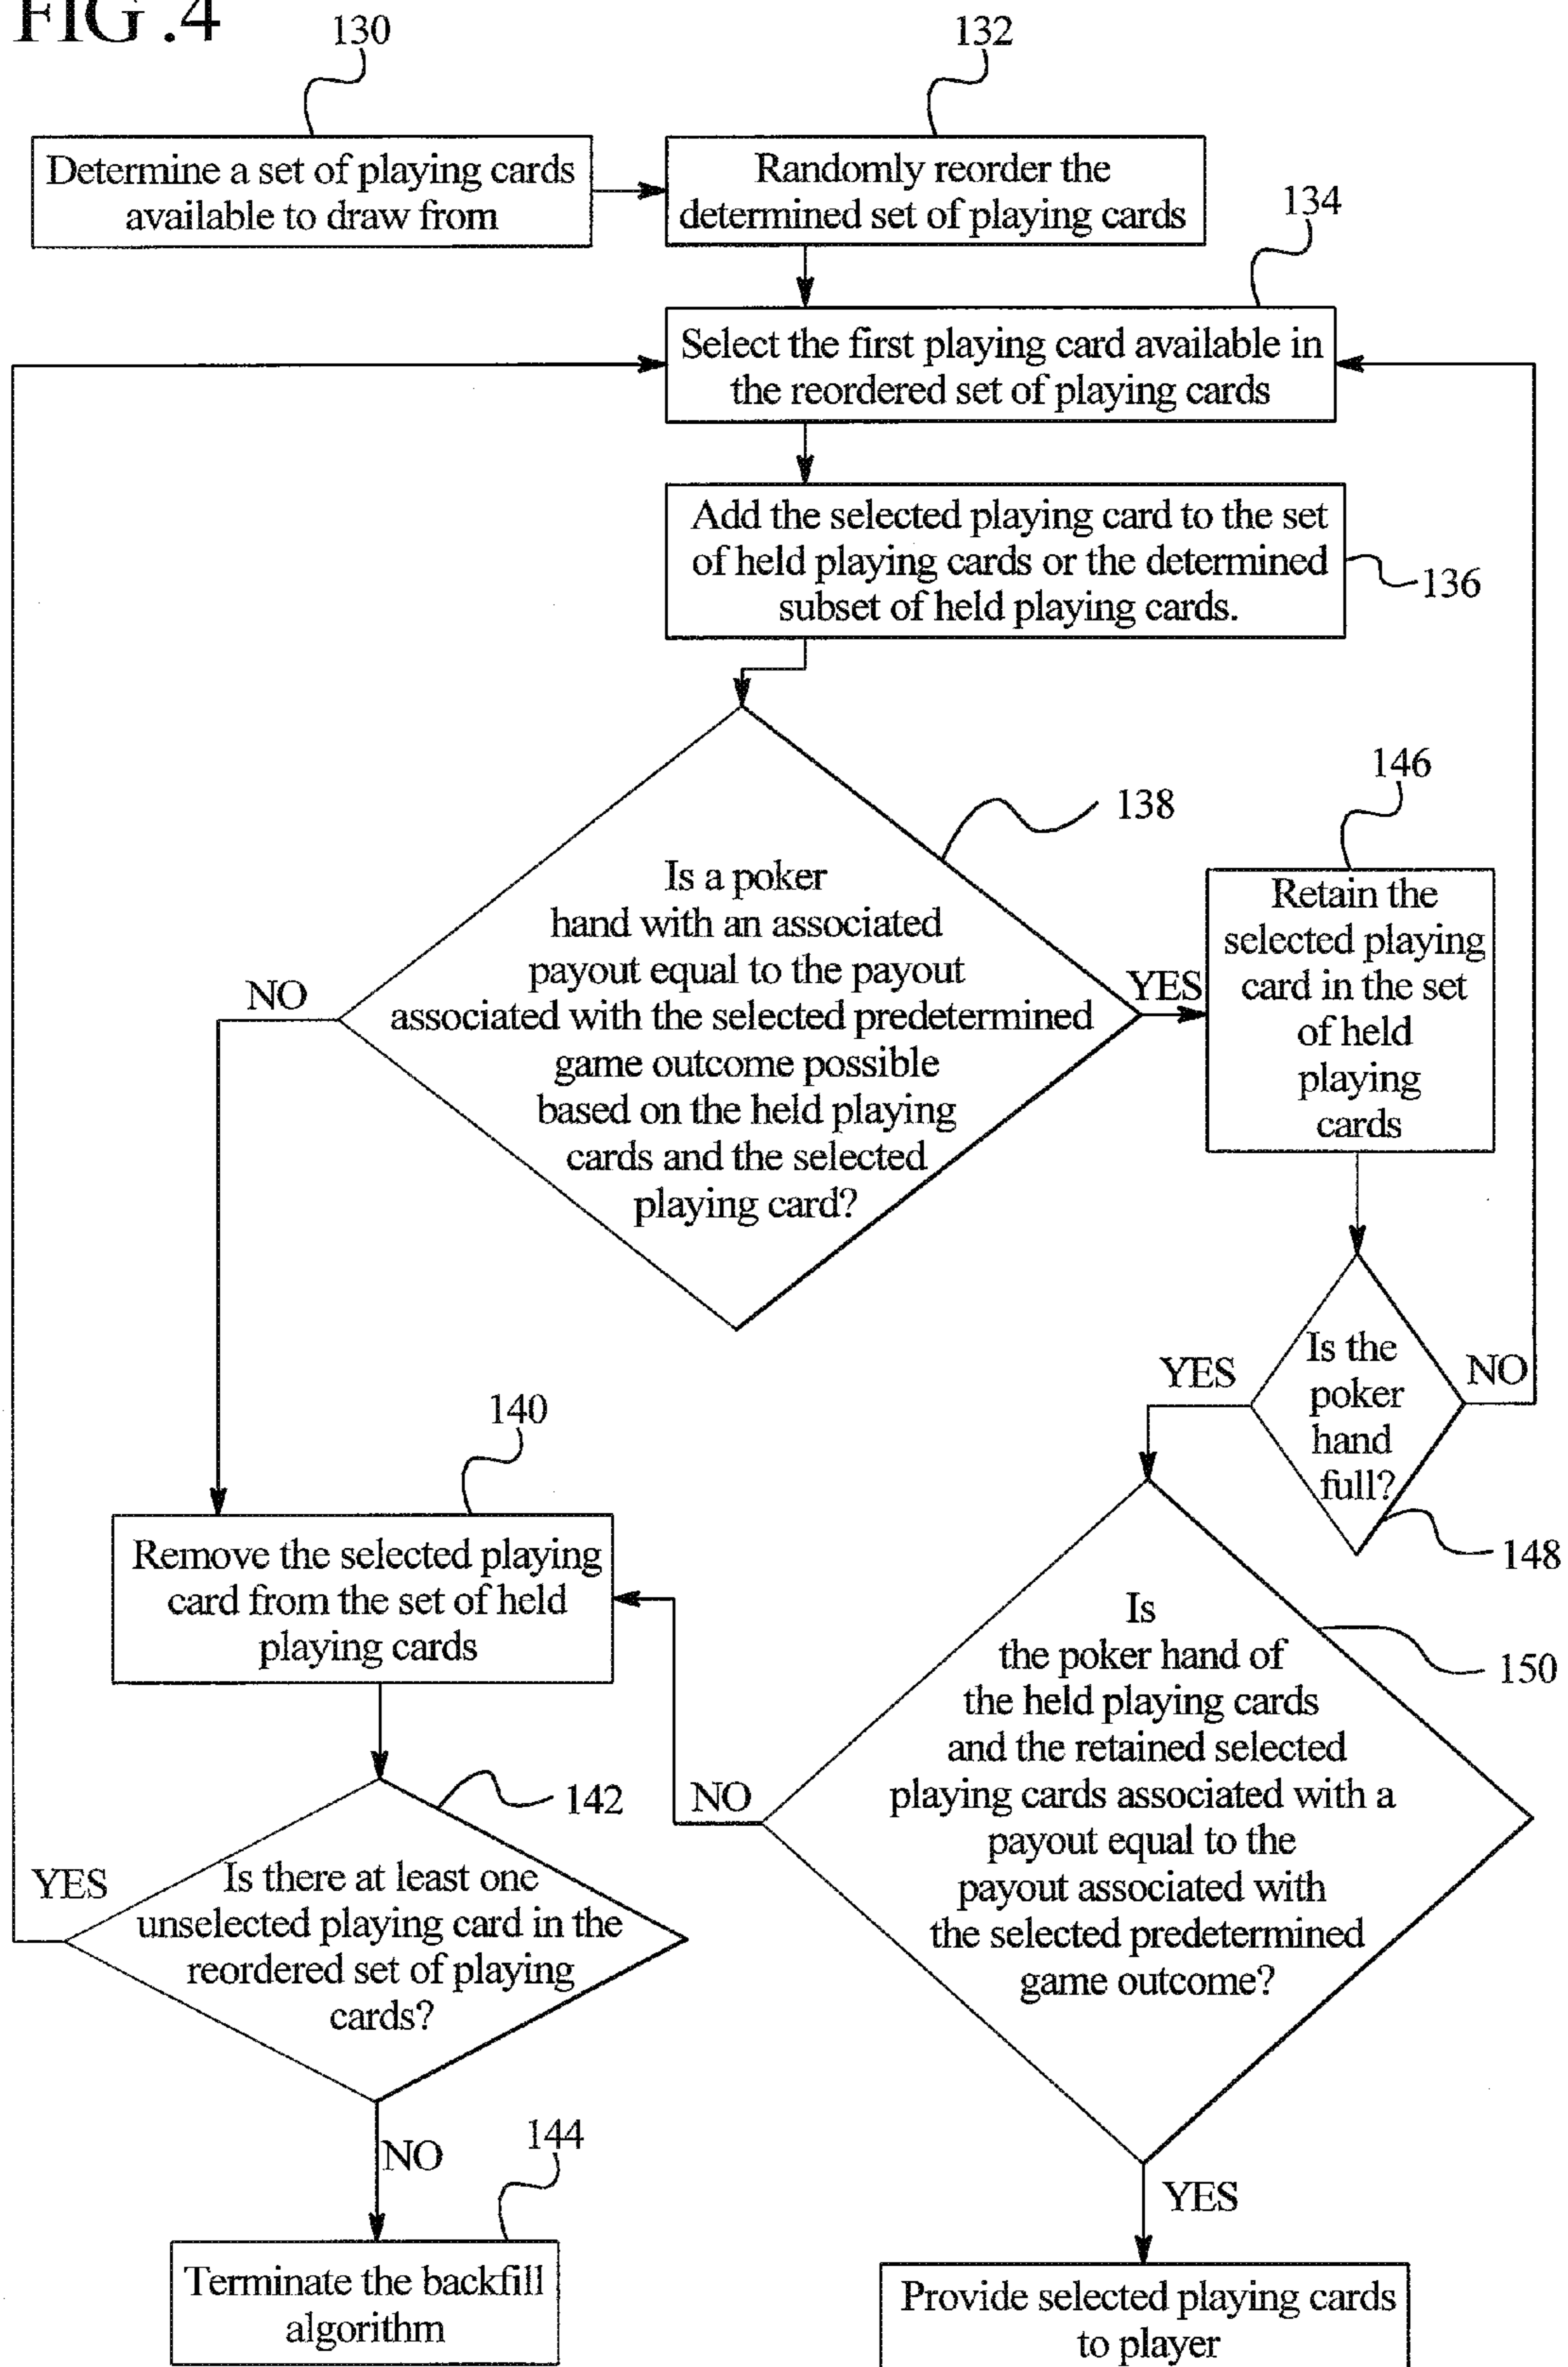 FIG.4
130
132
Determine a set of playing cards
available to draw from
Randomly reorder the
determined set of playing cards
134
Select the first playing card available in
the reordered set of playing cards
Add the selected playing card to the set
of held playing cards or the determined
subset of held playing cards.
136
138
146
Is a poker
hand with an associated
payout equal to the payout
associated with the selected predetermined
game outcome possible
based on the held playing
cards and the selected
playing card?
NO
YES
Retain the
selected playing
card in the set
of held
playing
cards
Is the
poker
hand
full?
YES
NO
148
140
Remove the selected playing
card from the set of held
playing cards
150
Is
the poker hand of
the held playing cards
and the retained selected
playing cards associated with a
payout equal to the
payout associated with
the selected predetermined
game outcome?
NO
142
YES
Is there at least one
unselected playing card in the
reordered set of playing
cards?
NO
144
YES
Terminate the backfill
algorithm
Provide selected playing cards
to player